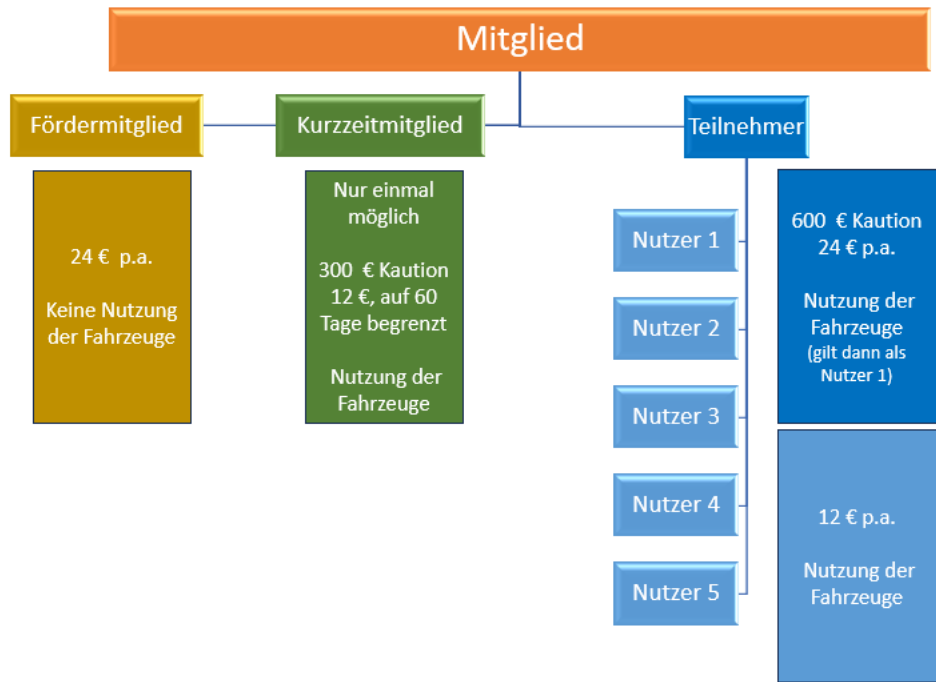 Mitglied
Fördermitglied
Kurzzeitmitglied
Teilnehmer
24 € p.a.
Keine Nutzung
der Fahrzeuge
Nur einmal
möglich
300 € Kaution
12 €, auf 60
Tage begrenzt
Nutzung der
Fahrzeuge
Nutzer 1
Nutzer 2
Nutzer 3
Nutzer 4
Nutzer 5
600 € Kaution
24 € p.a.
Nutzung der
Fahrzeuge
(gilt dann als
Nutzer 1)
12 € p.a.
Nutzung der
Fahrzeuge